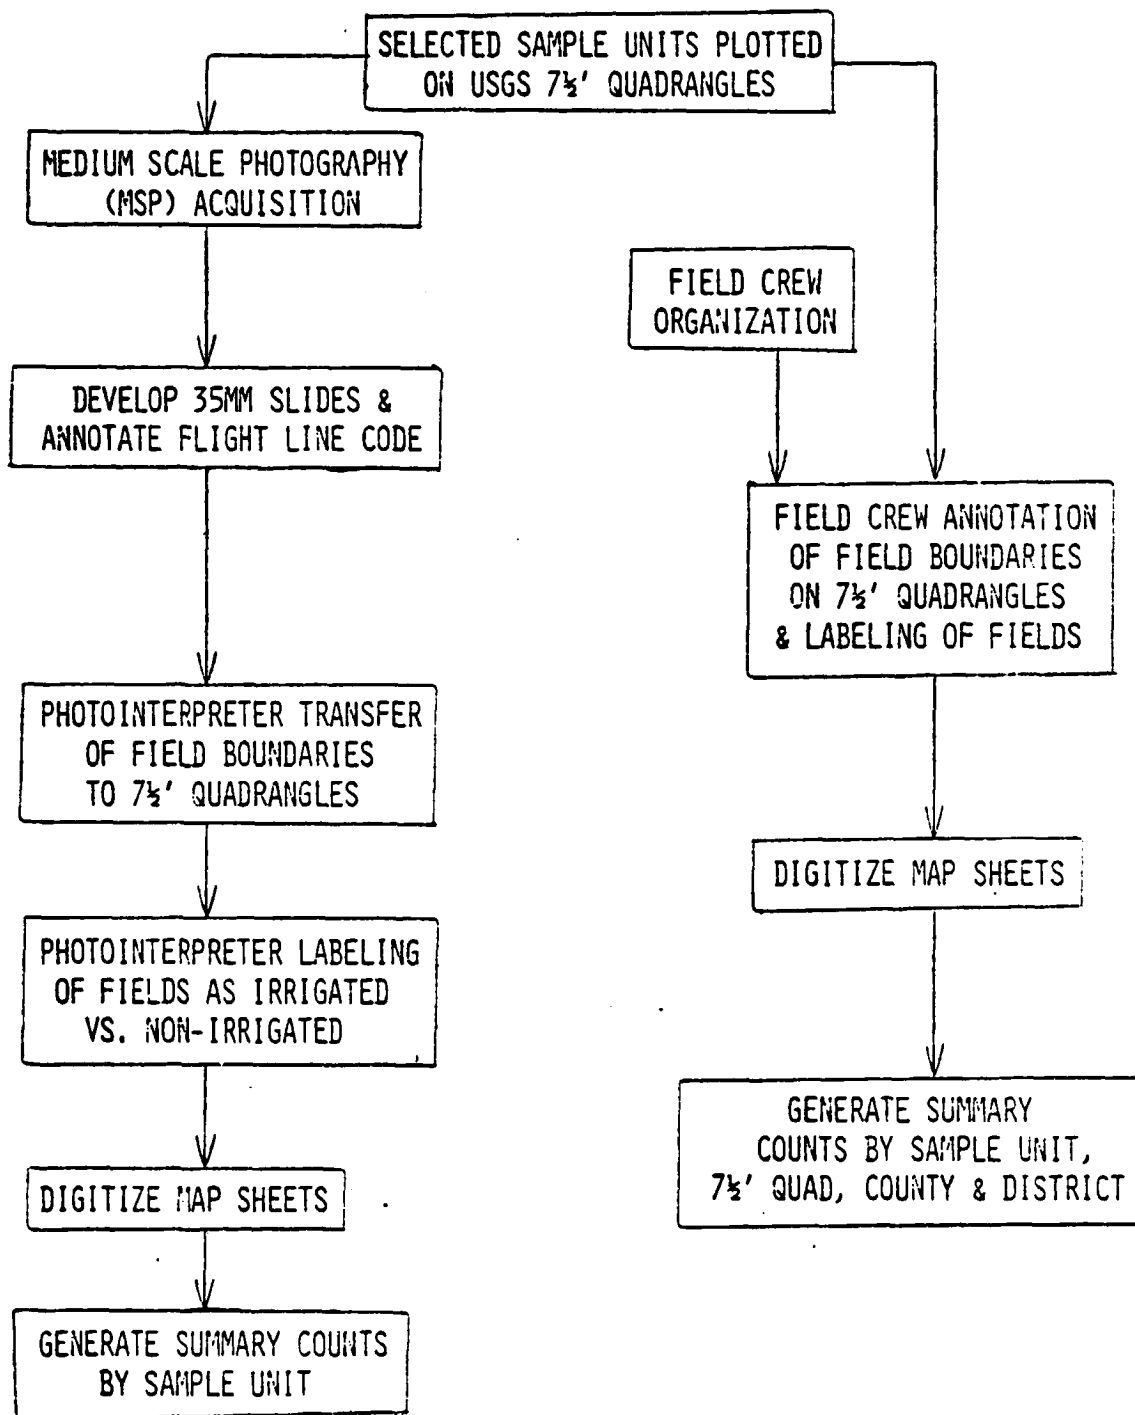 SELECTED SAMPLE UNITS PLOTTED
ON USGS 7½' QUADRANGLES
MEDIUM SCALE PHOTOGRAPHY
(MSP) ACQUISITION
DEVELOP 35MM SLIDES &
ANNOTATE FLIGHT LINE CODE
PHOTOINTERPRETER TRANSFER
OF FIELD BOUNDARIES
TO 7½' QUADRANGLES
PHOTOINTERPRETER LABELING
OF FIELDS AS IRRIGATED
VS. NON-IRRIGATED
DIGITIZE MAP SHEETS
GENERATE SUMMARY COUNTS
BY SAMPLE UNIT
FIELD CREW
ORGANIZATION
FIELD CREW ANNOTATION
OF FIELD BOUNDARIES
ON 7½' QUADRANGLES
& LABELING OF FIELDS
DIGITIZE MAP SHEETS
GENERATE SUMMARY
COUNTS BY SAMPLE UNIT,
7½' QUAD, COUNTY & DISTRICT